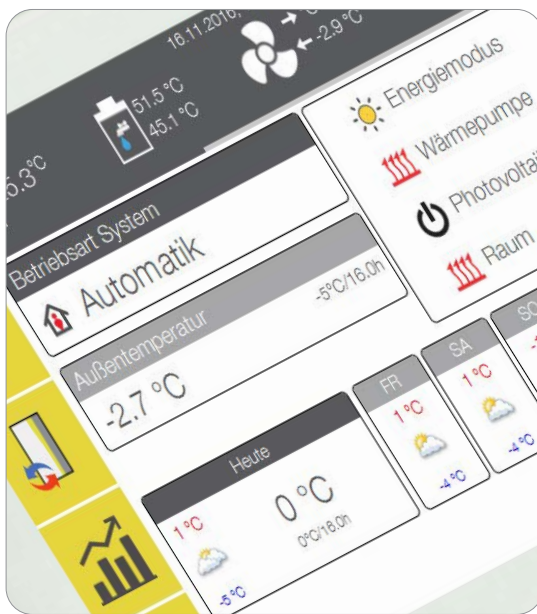 16.11.2016,
-2.9 °C
51.5 °C
45.1 °C
5.3°C
Energiemodus
Wärmepumpe
Raum
Betriebsart System
Automatik
Außentemperatur
-5°C/16.0h
-2.7 °C
Heute
1 °C
0 °C
0°C/16.0h
-5 °C
FR
1 °C
-4 °C
SA
1 °C
-4 °C
SO